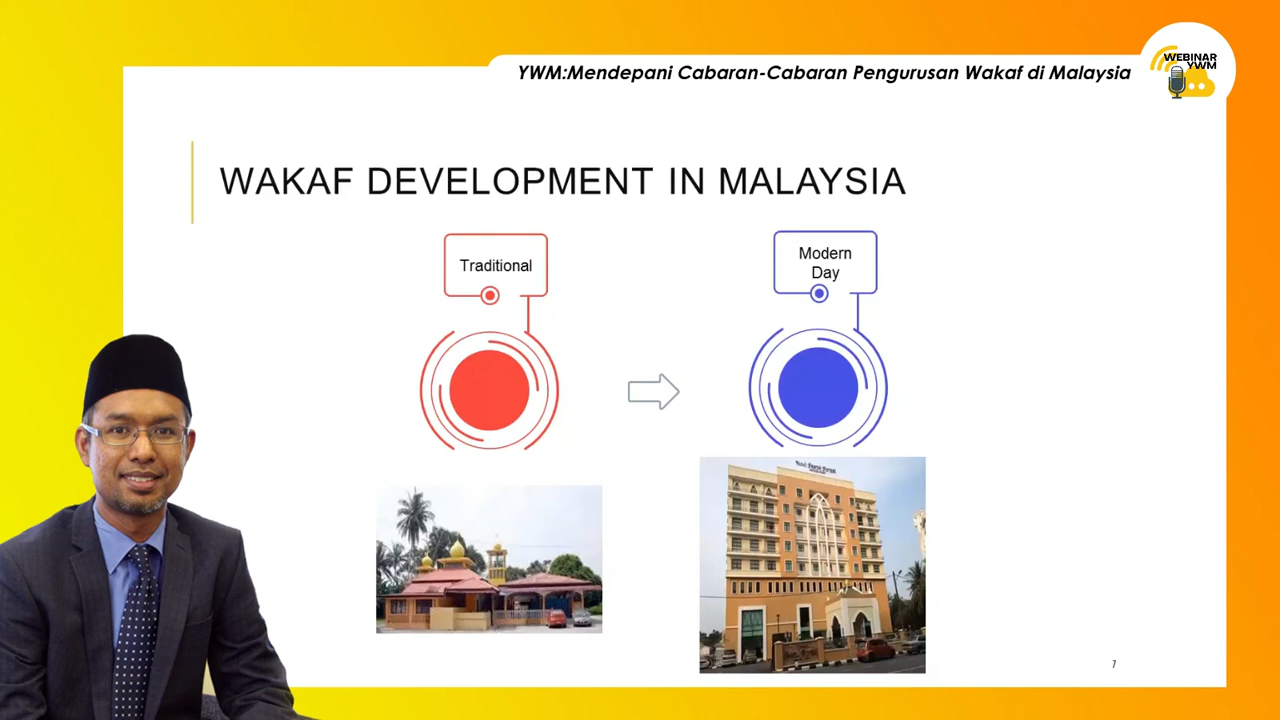 YWM:Mendepani Cabaran-Cabaran Pengurusan Wakaf di Malaysia
WEBINAR
YWM
WAKAF DEVELOPMENT IN MALAYSIA
Traditional
Modern
Day
7